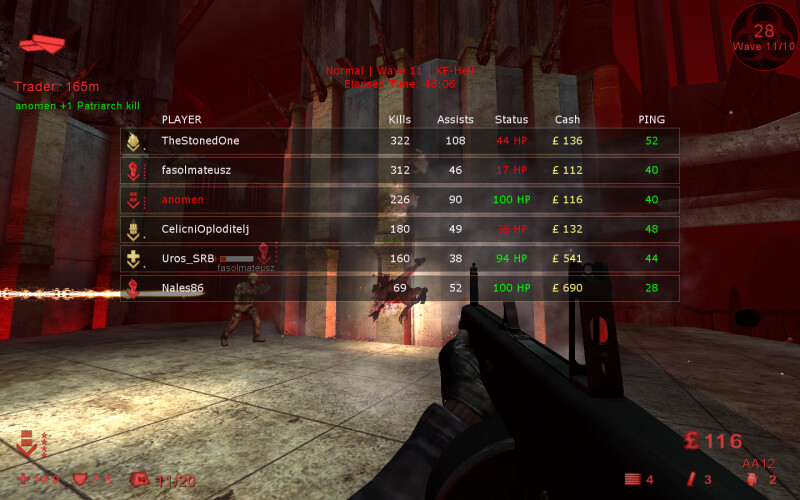 28
Wave 11/10
Normal | Wave 11 | KF-Hell
Elapsed Time: 43:06
Trader: 165m
anomen +1 Patriarch kill
PLAYER Kills Assists Status Cash PING
TheStonedOne 322 108 44 HP £ 136 52
fasolmateusz 312 46 17 HP £ 112 40
anomen 226 90 100 HP £ 116 40
CelicniOploditelj 180 49 36 HP £ 132 48
Uros_SRB 160 38 94 HP £ 541 44
fasolmateusz
Nales86 69 52 100 HP £ 690 28
£ 116
AA12
11/20
4 3 2